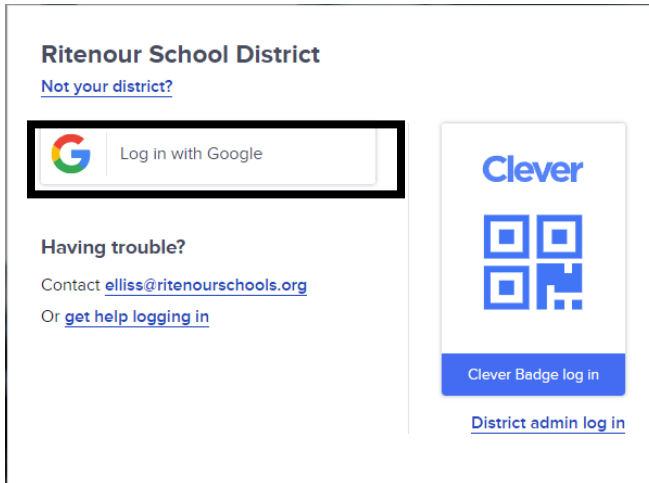 Ritenour School District
Not your district?
Log in with Google
Having trouble?
Contact elliss@ritenourschools.org
Or get help logging in
Clever
Clever Badge log in
District admin log in